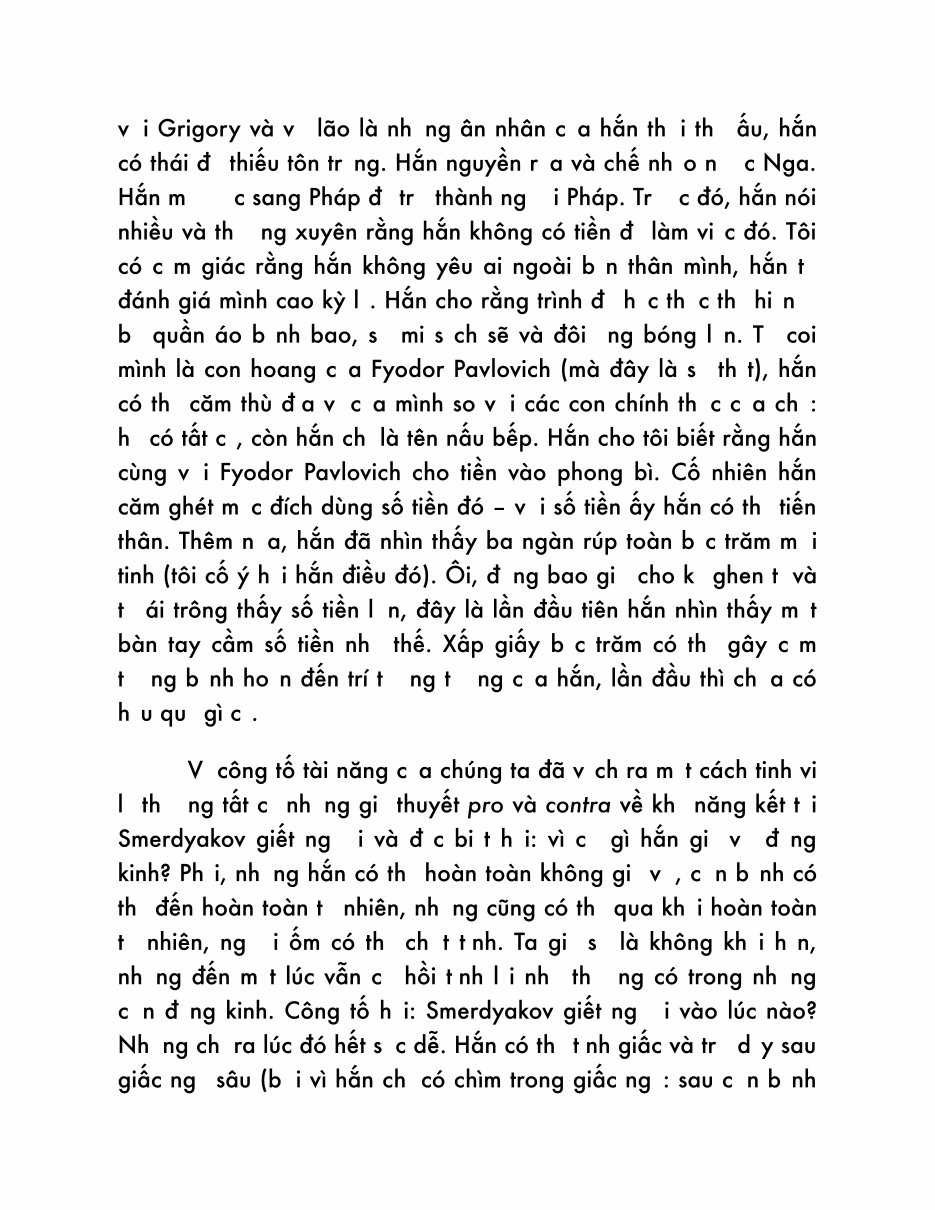 v i Grigory và v lão là nh ng ân nhân c a hắn th i th ấu, hắn
có thái đ thiếu tôn tr ng. Hắn nguyền r a và chế nh o n c Nga.
Hắn m c sang Pháp đ tr thành ng i Pháp. Tr c đó, hắn nói
nhiều và th ng xuyên rằng hắn không có tiền đ làm vi c đó. Tôi
có c m giác rằng hắn không yêu ai ngoài b n thân mình, hắn t
đánh giá mình cao kỳ l . Hắn cho rằng trình đ h c th c th hi n
b quần áo b nh bao, s mi s ch sẽ và đôi ng bóng l n. T coi
mình là con hoang c a Fyodor Pavlovich (mà đây là s th t), hắn
có th căm thù đ a v c a mình so v i các con chính th c c a ch :
h có tất c , còn hắn ch là tên nấu bếp. Hắn cho tôi biết rằng hắn
cùng v i Fyodor Pavlovich cho tiền vào phong bì. Cố nhiên hắn
căm ghét m c đích dùng số tiền đó – v i số tiền ấy hắn có th tiến
thân. Thêm n a, hắn đã nhìn thấy ba ngàn rúp toàn b c trăm m i
tinh (tôi cố ý h i hắn điều đó). Ôi, đ ng bao gi cho k ghen t và
t ái trông thấy số tiền l n, đây là lần đầu tiên hắn nhìn thấy m t
bàn tay cầm số tiền nh thế. Xấp giấy b c trăm có th gây c m
t ng b nh ho n đến trí t ng t ng c a hắn, lần đầu thì ch a có
h u qu gì c .
V công tố tài năng c a chúng ta đã v ch ra m t cách tinh vi
l th ng tất c nh ng gi thuyết pro và contra về kh năng kết t i
Smerdyakov giết ng i và đ c bi t h i: vì c gì hắn gi v đ ng
kinh? Ph i, nh ng hắn có th hoàn toàn không gi v , c n b nh có
th đến hoàn toàn t nhiên, nh ng cũng có th qua kh i hoàn toàn
t nhiên, ng i ốm có th ch t t nh. Ta gi s là không kh i h n,
nh ng đến m t lúc vẫn c hồi t nh l i nh th ng có trong nh ng
c n đ ng kinh. Công tố h i: Smerdyakov giết ng i vào lúc nào?
Nh ng ch ra lúc đó hết s c dễ. Hắn có th t nh giấc và tr d y sau
giấc ng sâu (b i vì hắn ch có chìm trong giấc ng : sau c n b nh